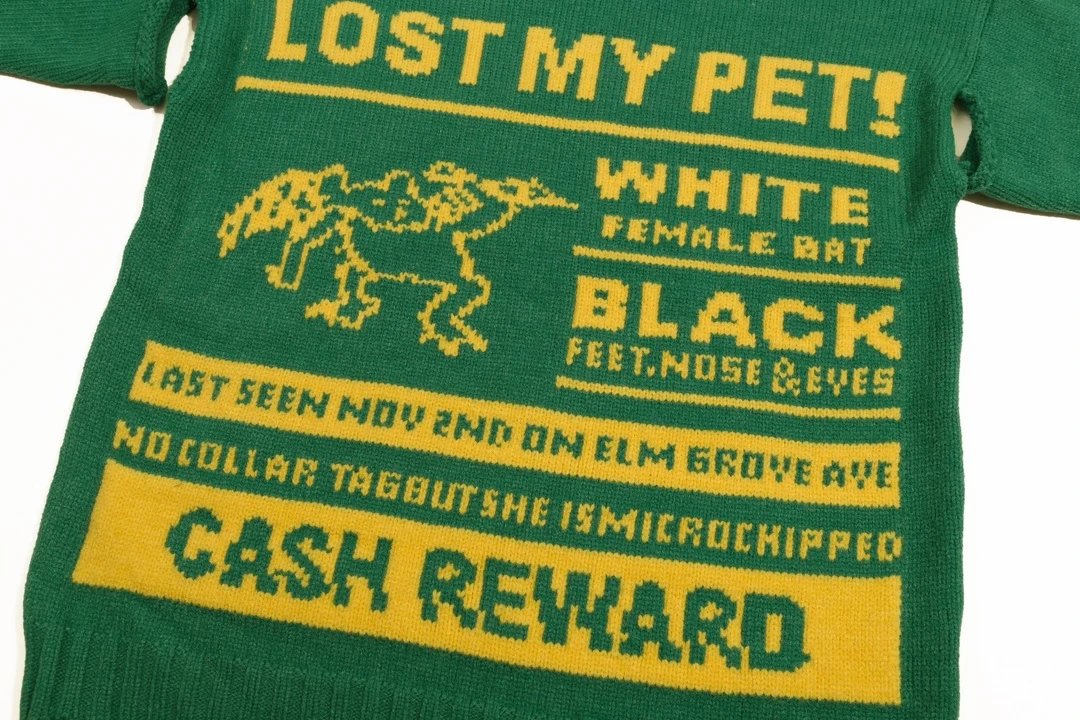 LOST MY PET!
WHITE
FEMALE BAT
BLACK
FEET, NOSE & EYES
LAST SEEN NOV 2ND ON ELM GROVE AVE
NO COLLAR TAG BUT SHE IS MICROCHIPPED
CASH REWARD